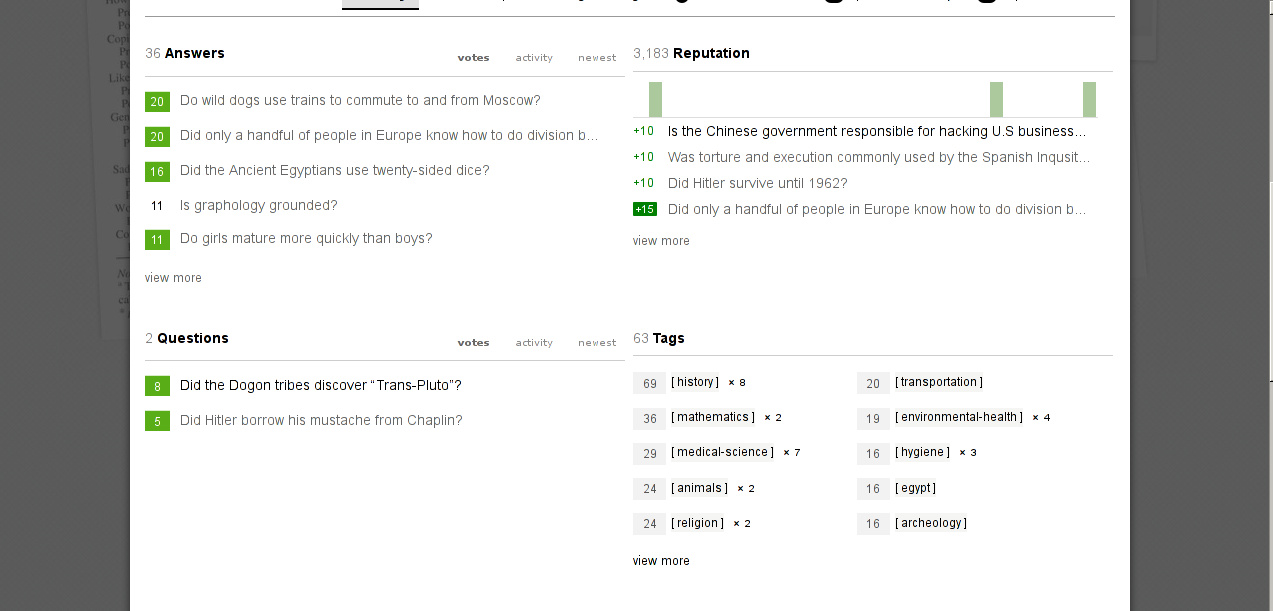 36 Answers votes activity newest
20 Do wild dogs use trains to commute to and from Moscow?
20 Did only a handful of people in Europe know how to do division b...
16 Did the Ancient Egyptians use twenty-sided dice?
11 Is graphology grounded?
11 Do girls mature more quickly than boys?
view more
3,183 Reputation
+10 Is the Chinese government responsible for hacking U.S business...
+10 Was torture and execution commonly used by the Spanish Inqusit...
+10 Did Hitler survive until 1962?
+15 Did only a handful of people in Europe know how to do division b...
view more
2 Questions votes activity newest
8 Did the Dogon tribes discover “Trans-Pluto”?
5 Did Hitler borrow his mustache from Chaplin?
63 Tags
69 [history] × 8 20 [transportation]
36 [mathematics] × 2 19 [environmental-health] × 4
29 [medical-science] × 7 16 [hygiene] × 3
24 [animals] × 2 16 [egypt]
24 [religion] × 2 16 [archeology]
view more